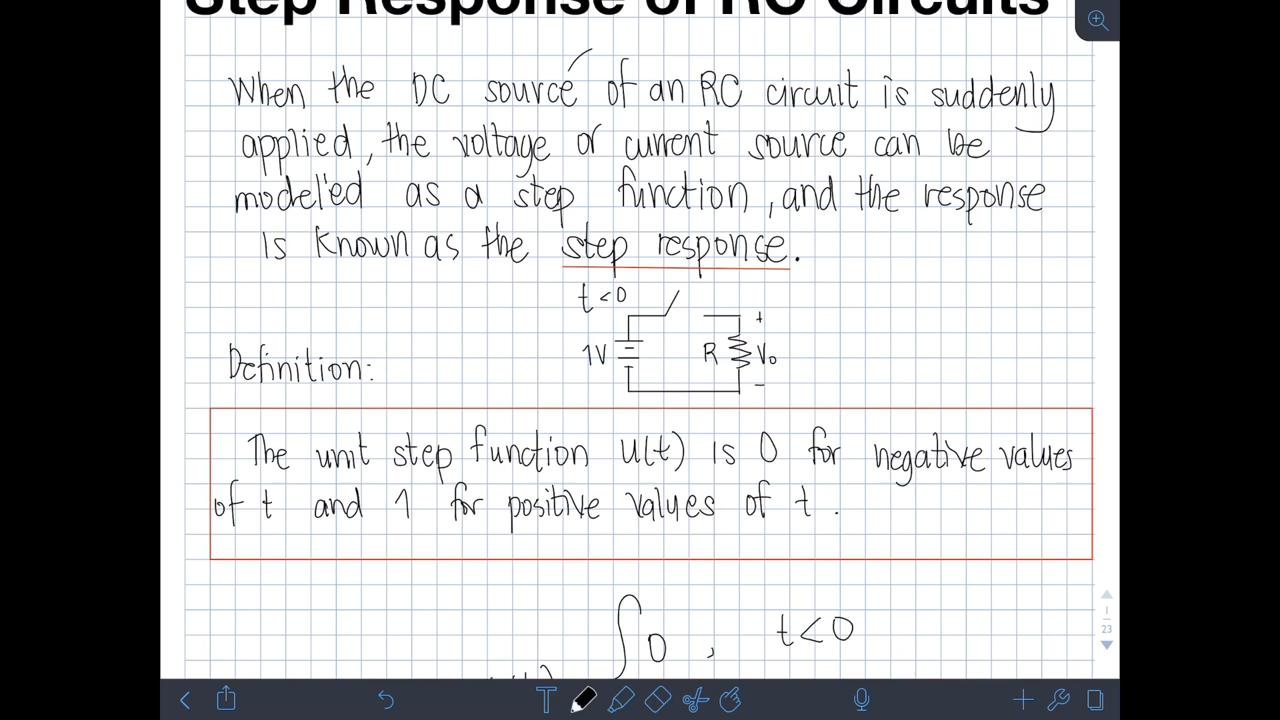 Step Response of RC Circuits
When the DC source of an RC circuit is suddenly
applied, the voltage or current source can be
modeled as a step function, and the response
is known as the step response.
t<0
1V
R
+
Vo
-
Definition:
The unit step function u(t) is 0 for negative values
of t and 1 for positive values of t.
0, t<0
1
23
T